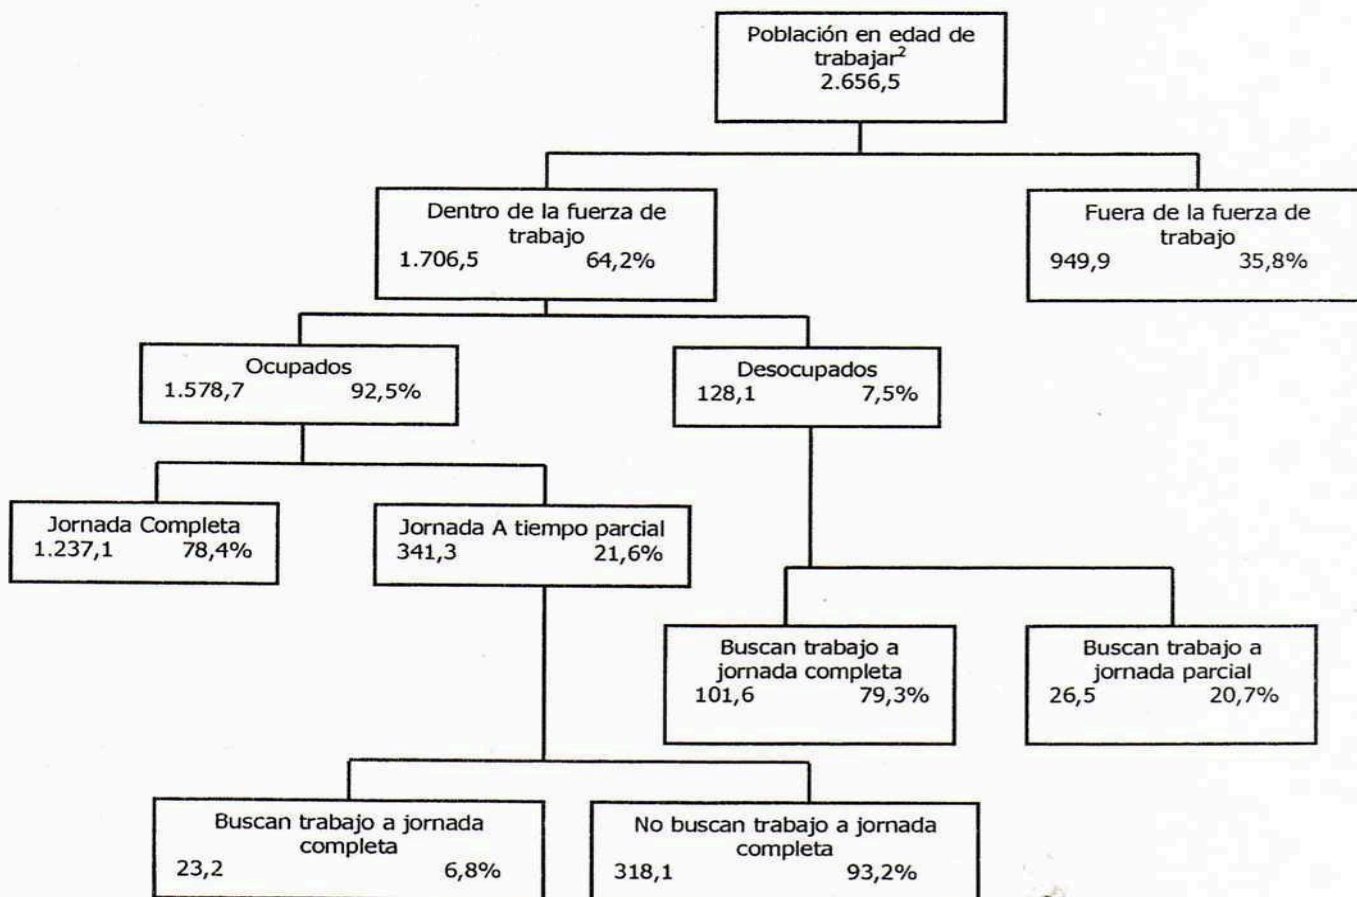 Población en edad de
trabajar²
2.656,5
Dentro de la fuerza de
trabajo
1.706,5 64,2%
Fuera de la fuerza de
trabajo
949,9 35,8%
Ocupados
1.578,7 92,5%
Desocupados
128,1 7,5%
Jornada Completa
1.237,1 78,4%
Jornada A tiempo parcial
341,3 21,6%
Buscan trabajo a
jornada completa
101,6 79,3%
Buscan trabajo a
jornada parcial
26,5 20,7%
Buscan trabajo a jornada
completa
23,2 6,8%
No buscan trabajo a jornada
completa
318,1 93,2%